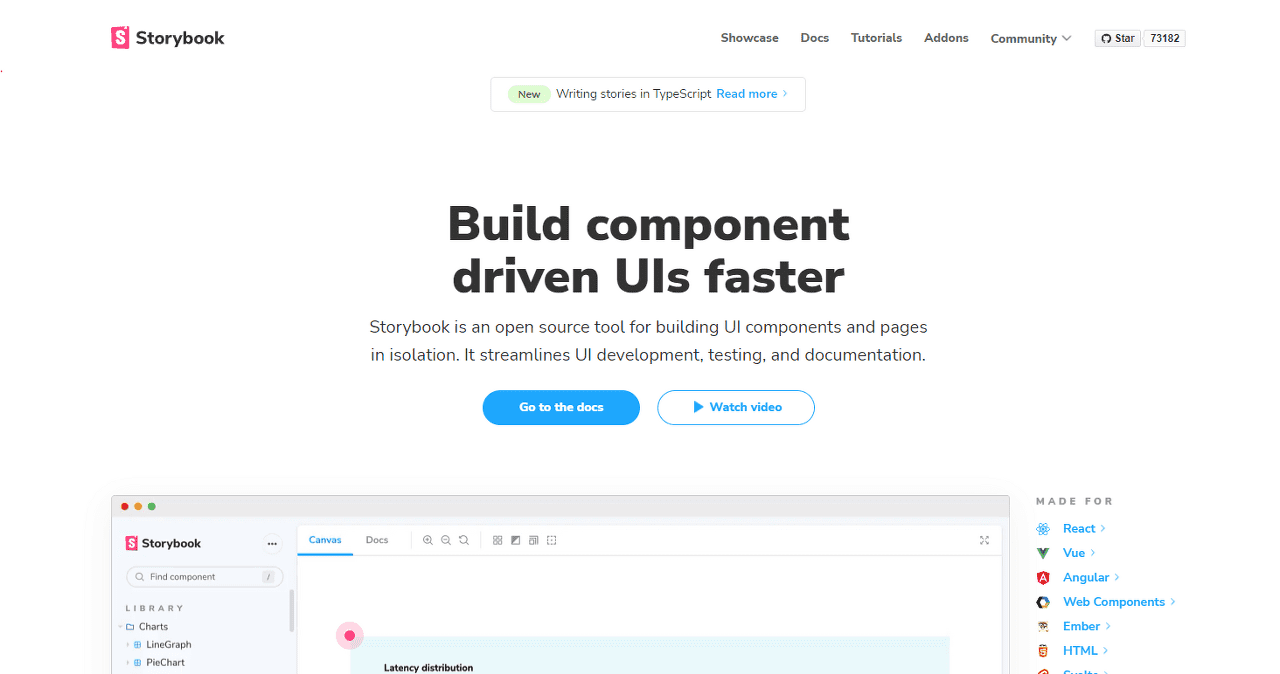 Storybook
Showcase Docs Tutorials Addons Community Star 73182
.
New Writing stories in TypeScript Read more
Build component
driven UIs faster
Storybook is an open source tool for building UI components and pages
in isolation. It streamlines UI development, testing, and documentation.
Go to the docs Watch video
Storybook
Find component /
LIBRARY
Charts
LineGraph
PieChart
Canvas Docs
Latency distribution
MADE FOR
React
Vue
Angular
Web Components
Ember
HTML
Svelte